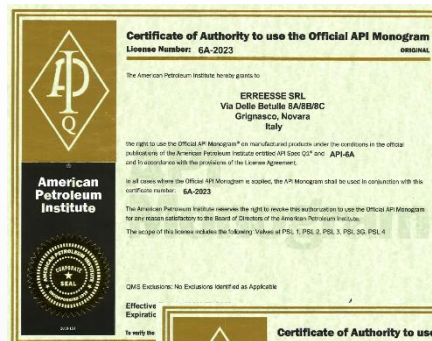 Certificate of Authority to use the Official API Monogram
License Number: 6A-2023
ORIGINAL
The American Petroleum Institute hereby grants to
ERREESSE SRL
Via Delle Betulle 8A/8B/8C
Grignasco, Novara
Italy
the right to use the Official API Monogram® on manufactured products under the conditions in the official
publications of the American Petroleum Institute entitled API Spec Q1® and API-6A
and in accordance with the provisions of the License Agreement.
In all cases where the Official API Monogram is applied, the API Monogram shall be used in conjunction with this
certificate number: 6A-2023
The American Petroleum Institute reserves the right to revoke this authorization to use the Official API Monogram
for any reason satisfactory to the Board of Directors of the American Petroleum Institute.
The scope of this license includes the following: Valves at PSL 1, PSL 2, PSL 3, PSL 3G, PSL 4
QMS Exclusions: No Exclusions Identified as Applicable
Effective
Expiratio
To verify the
API
Q
®
American
Petroleum
Institute
CORPORATE
SEAL
Certificate of Authority to use